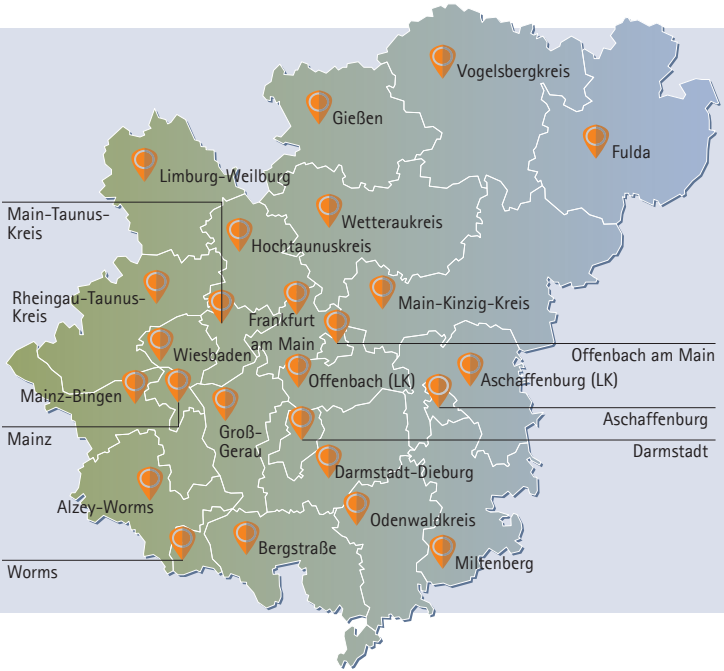 Vogelsbergkreis
Gießen
Fulda
Limburg-Weilburg
Main-Taunus-
Kreis
Wetteraukreis
Hochtaunuskreis
Rheingau-Taunus-
Kreis
Main-Kinzig-Kreis
Frankfurt
am Main
Wiesbaden
Offenbach am Main
Offenbach (LK)
Aschaffenburg (LK)
Mainz-Bingen
Aschaffenburg
Mainz
Groß-
Gerau
Darmstadt
Darmstadt-Dieburg
Alzey-Worms
Odenwaldkreis
Bergstraße
Miltenberg
Worms